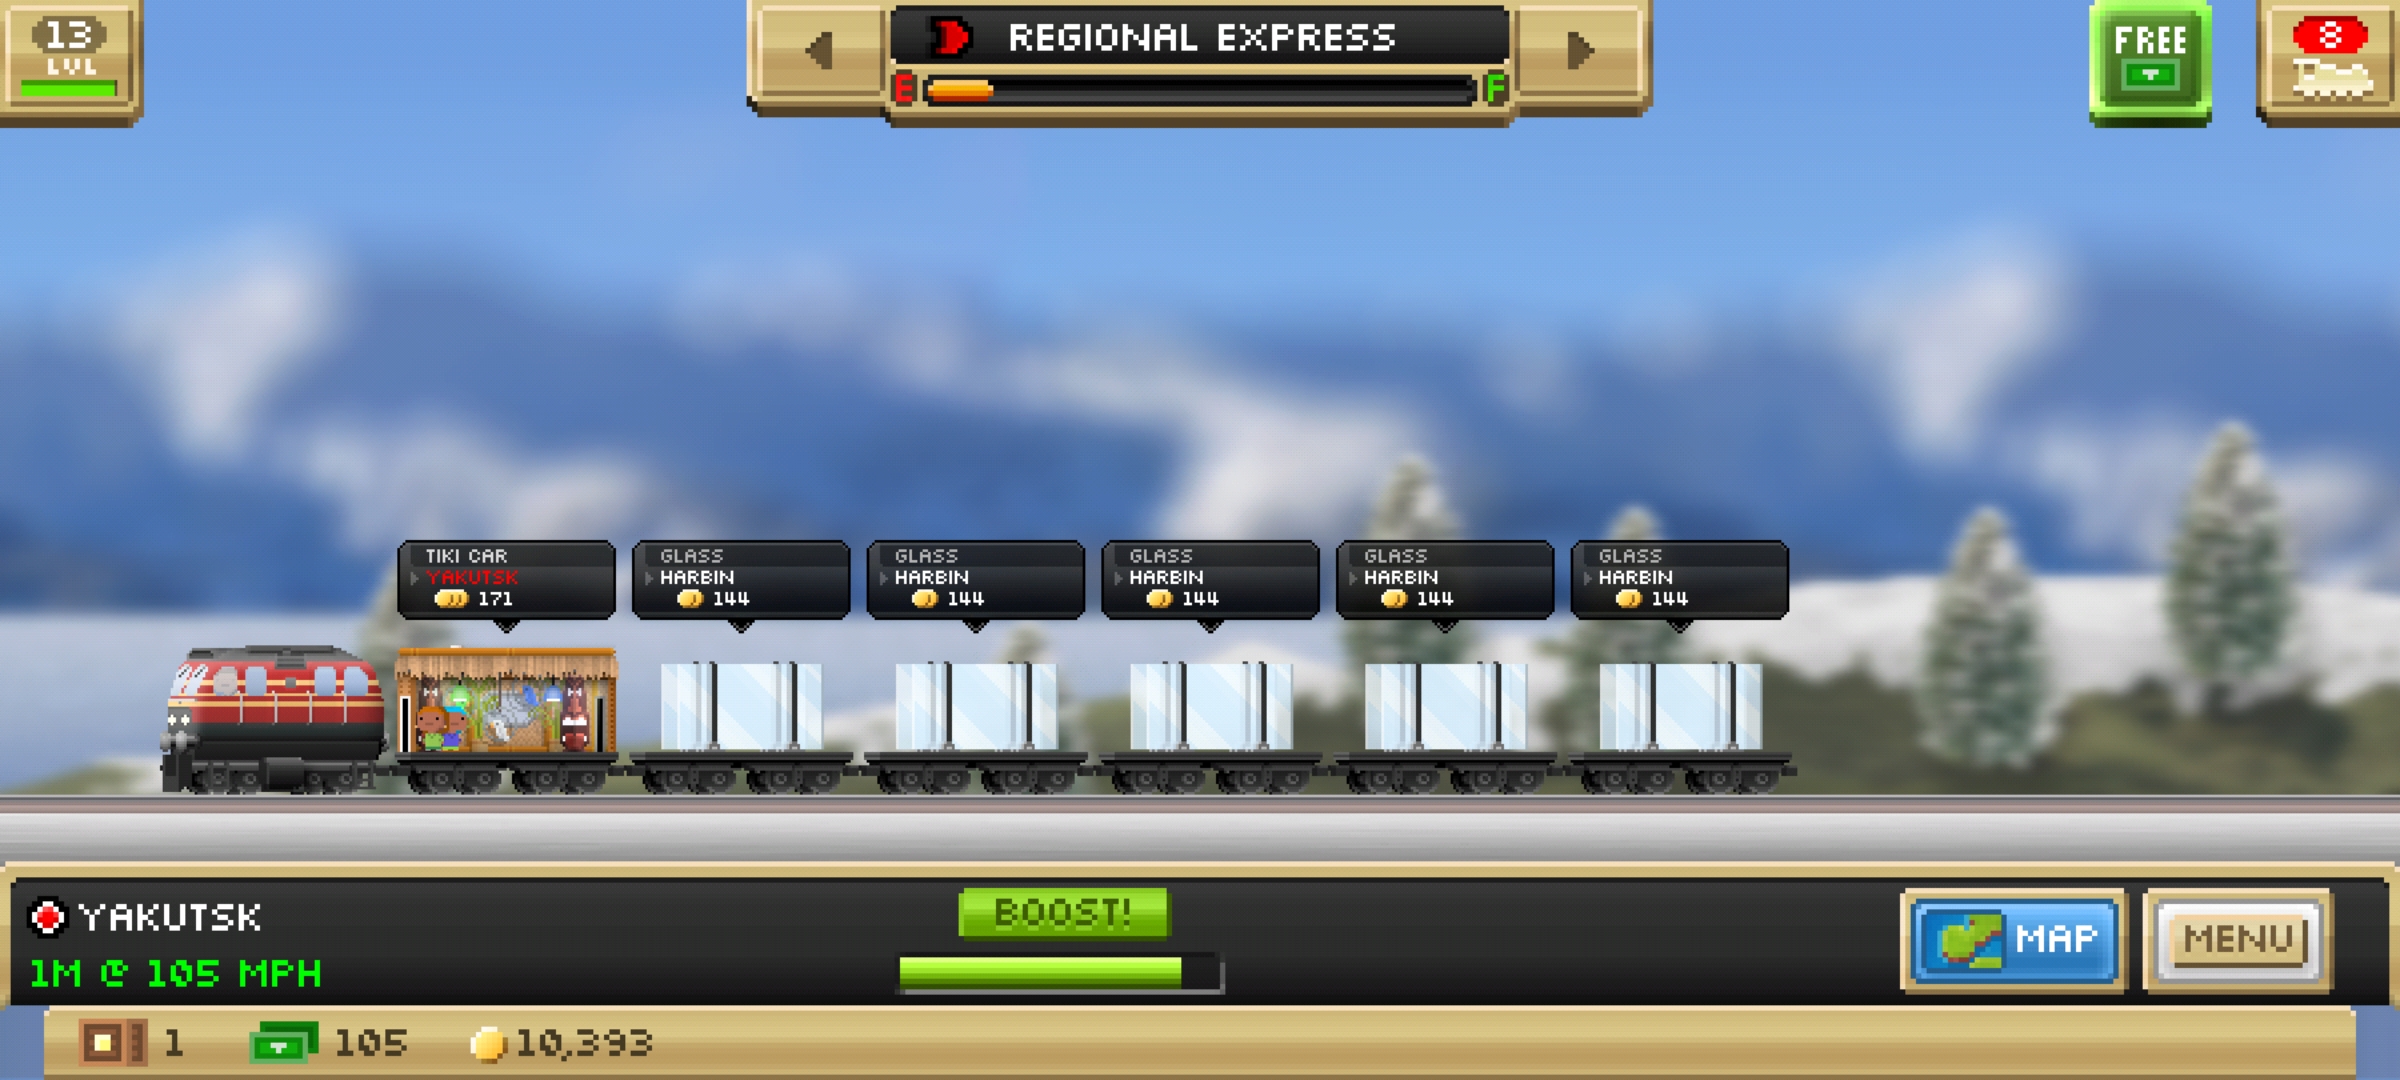 13
LVL
REGIONAL EXPRESS
E F
FREE
8
TIKI CAR
YAKUTSK
171
GLASS
HARBIN
144
GLASS
HARBIN
144
GLASS
HARBIN
144
GLASS
HARBIN
144
GLASS
HARBIN
144
YAKUTSK
1M @ 105 MPH
BOOST!
MAP
MENU
1
105
10,393